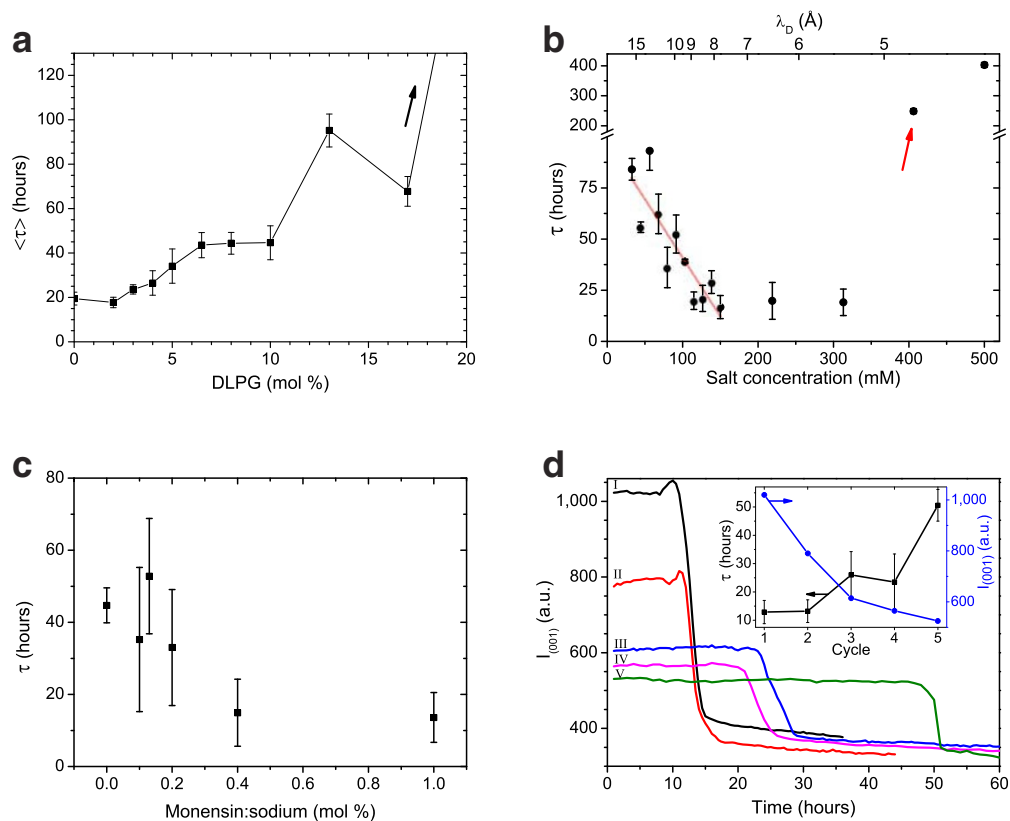 a
<τ> (hours)
120
100
80
60
40
20
0
0 5 10 15 20
DLPG (mol %)
b
λD (Å)
15 10 9 8 7 6 5
τ (hours)
400
300
200
75
50
25
0
0 100 200 300 400 500
Salt concentration (mM)
c
τ (hours)
80
60
40
20
0
0.0 0.2 0.4 0.6 0.8 1.0
Monensin:sodium (mol %)
d
I(001) (a.u.)
1,000
800
600
400
I
II
III
IV
V
0 10 20 30 40 50 60
Time (hours)
τ (hours)
50
40
30
20
10
1 2 3 4 5
Cycle
1,000
800
600
I(001) (a.u.)